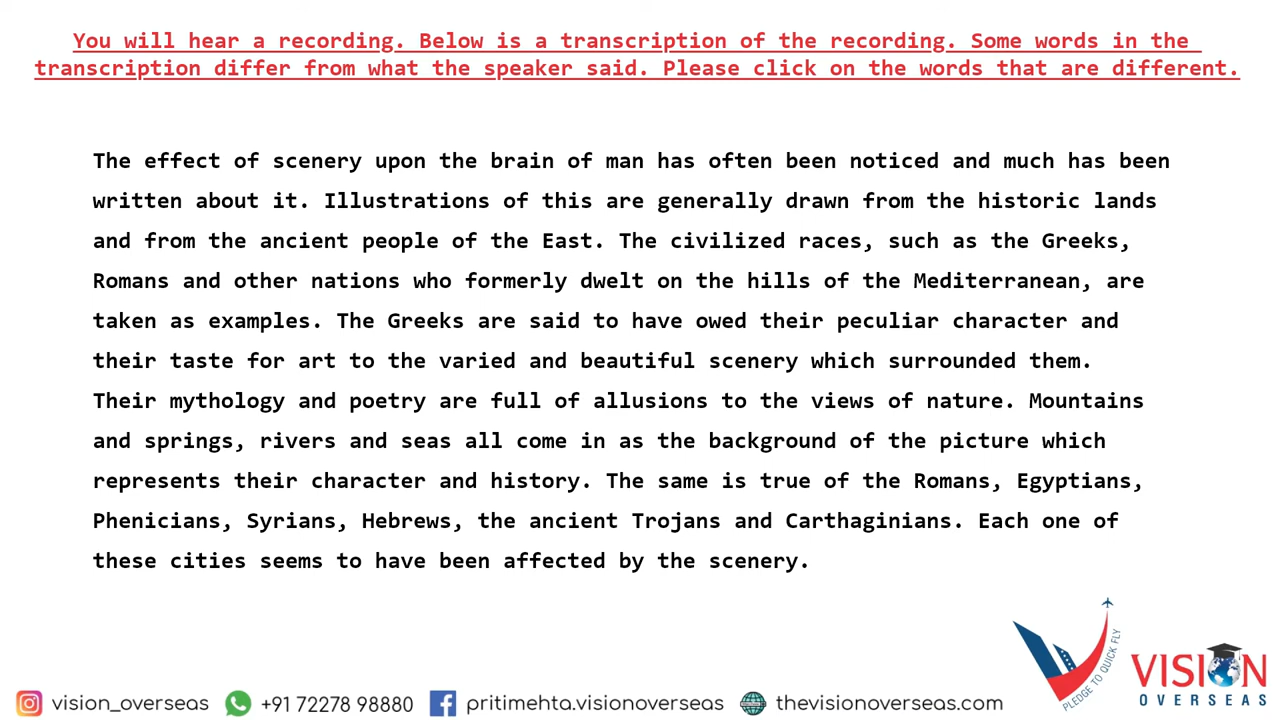 You will hear a recording. Below is a transcription of the recording. Some words in the
transcription differ from what the speaker said. Please click on the words that are different.
The effect of scenery upon the brain of man has often been noticed and much has been
written about it. Illustrations of this are generally drawn from the historic lands
and from the ancient people of the East. The civilized races, such as the Greeks,
Romans and other nations who formerly dwelt on the hills of the Mediterranean, are
taken as examples. The Greeks are said to have owed their peculiar character and
their taste for art to the varied and beautiful scenery which surrounded them.
Their mythology and poetry are full of allusions to the views of nature. Mountains
and springs, rivers and seas all come in as the background of the picture which
represents their character and history. The same is true of the Romans, Egyptians,
Phenicians, Syrians, Hebrews, the ancient Trojans and Carthaginians. Each one of
these cities seems to have been affected by the scenery.
PLEDGE TO QUICK FLY
VISION
OVERSEAS
vision_overseas +91 72278 98880 pritimehta.visionoverseas thevisionoverseas.com